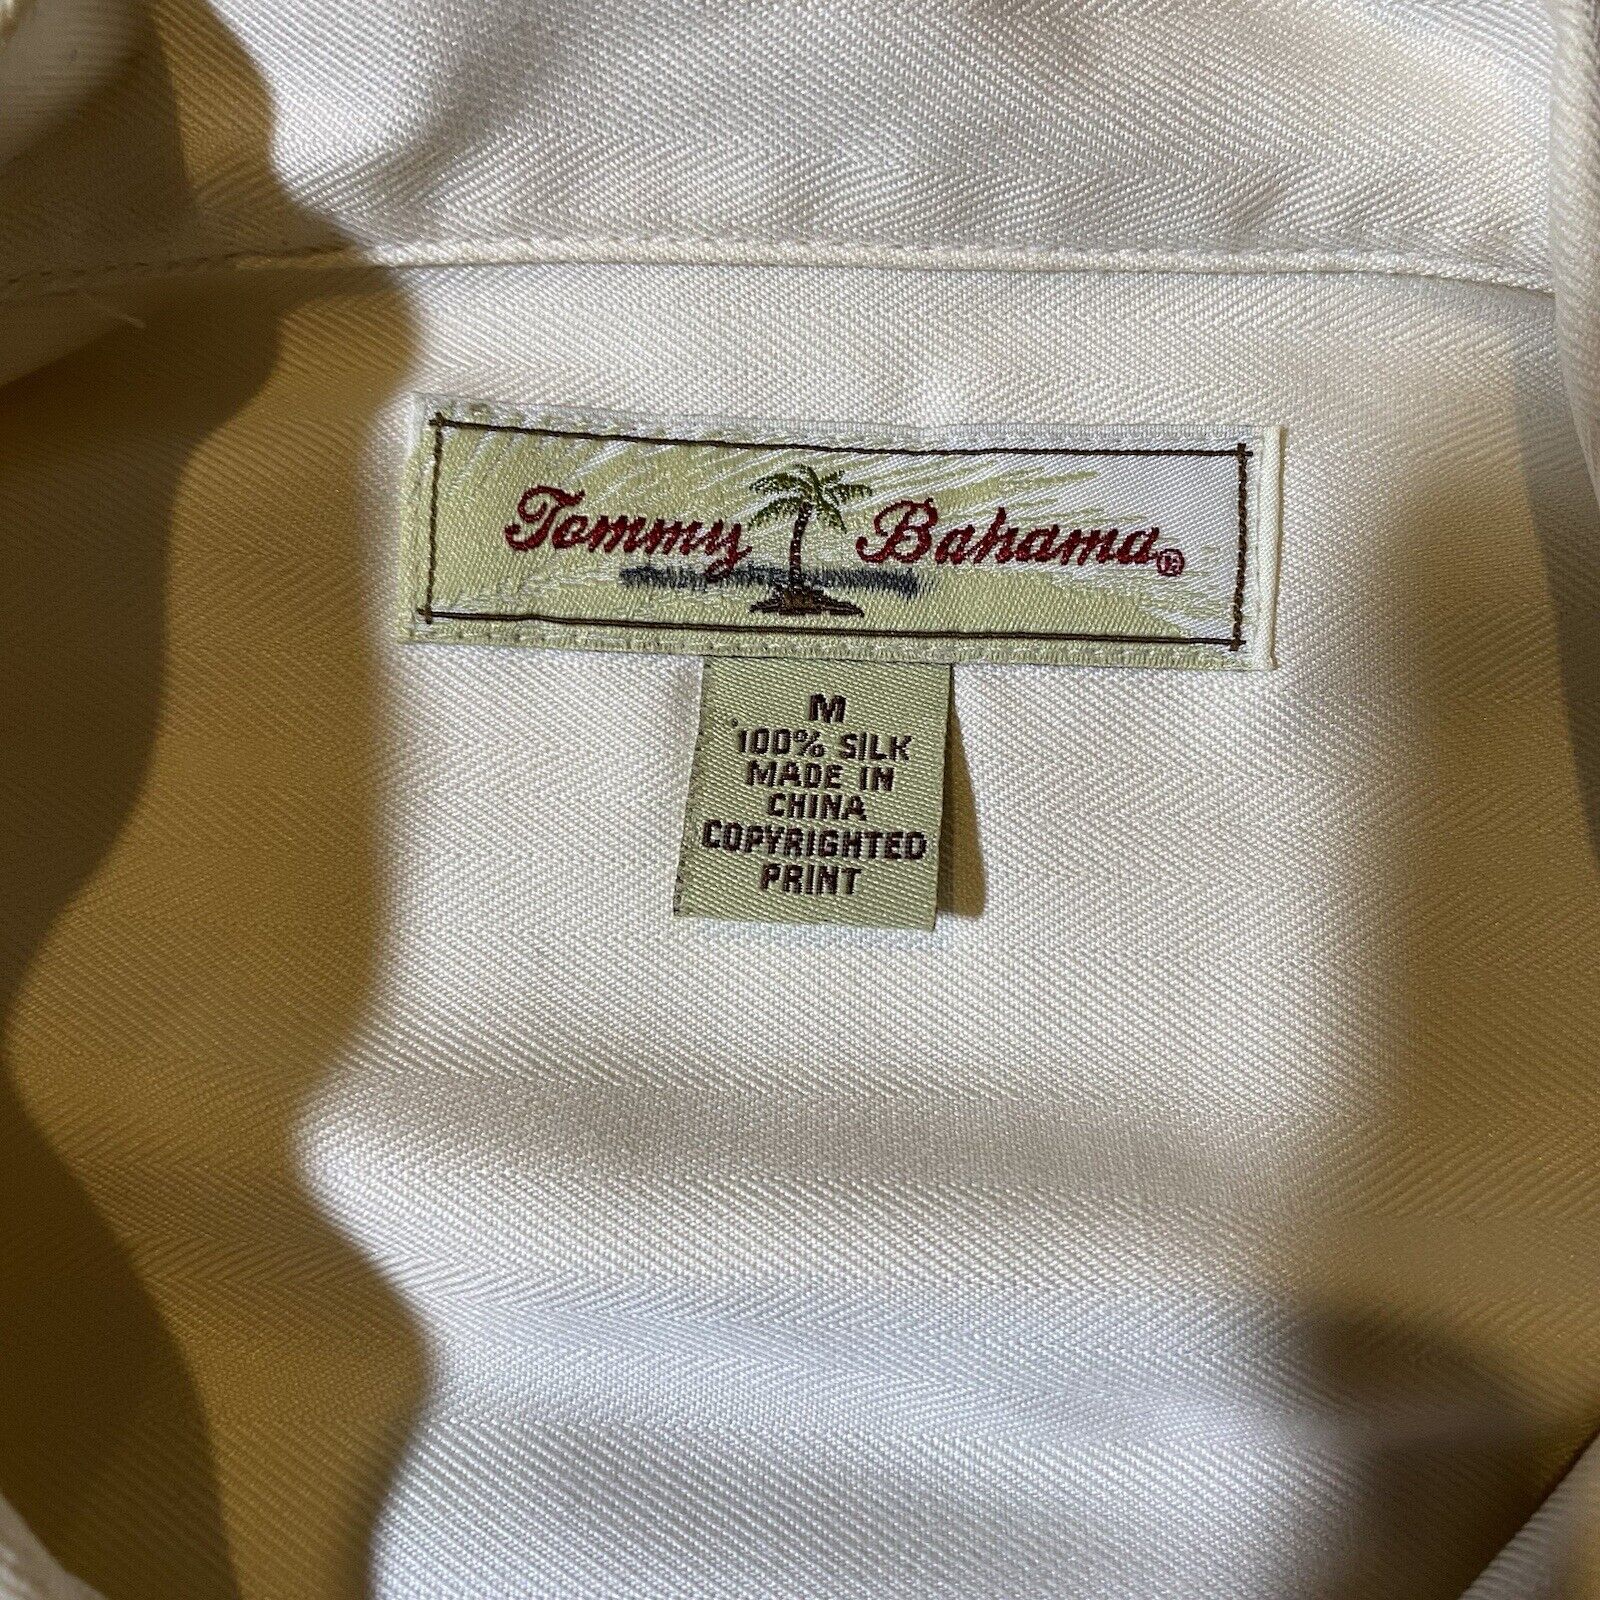 Tommy Bahama®
M
100% SILK
MADE IN
CHINA
COPYRIGHTED
PRINT